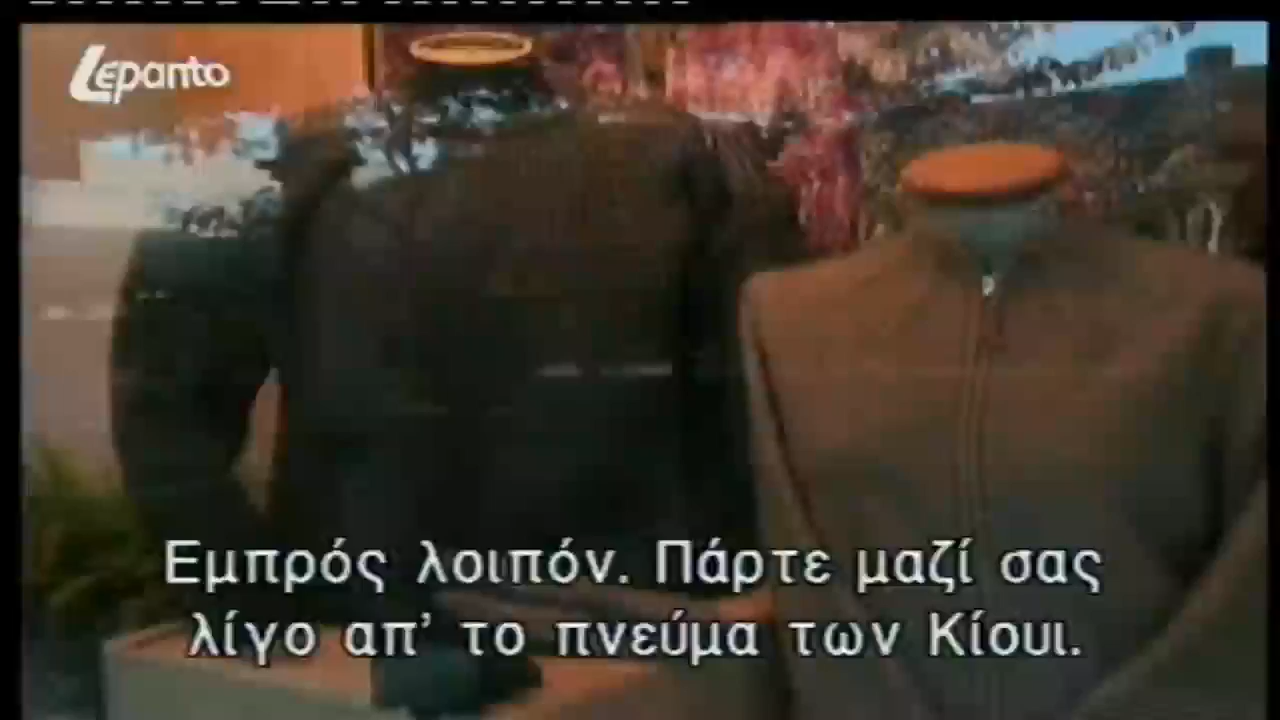 Lepanto
Εμπρός λοιπόν. Πάρτε μαζί σας
λίγο απ' το πνεύμα των Κίουι.